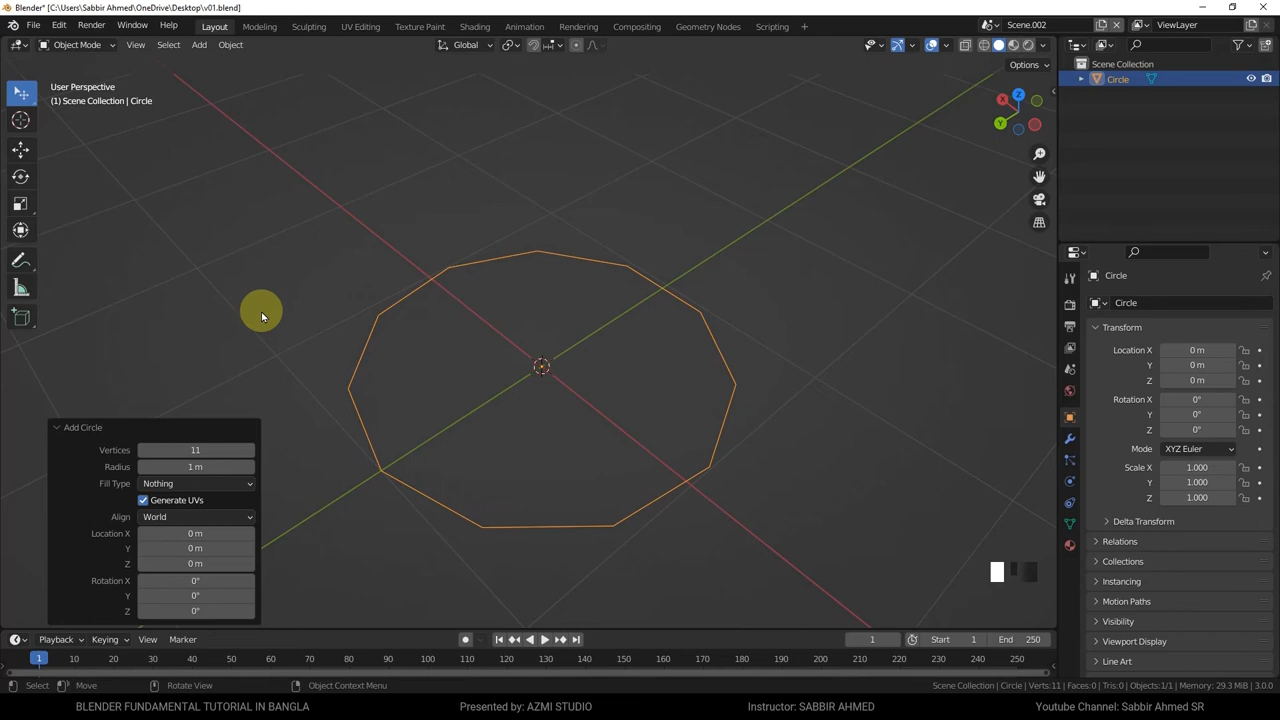 Blender* [C:\Users\Sabbir Ahmed\OneDrive\Desktop\v01.blend]
File Edit Render Window Help Layout Modeling Sculpting UV Editing Texture Paint Shading Animation Rendering Compositing Geometry Nodes Scripting + Scene.002 ViewLayer
Object Mode View Select Add Object Global
Options
User Perspective
(1) Scene Collection | Circle
Z
X
Y
Scene Collection
Circle
Circle
Circle
Transform
Location X 0 m
Y 0 m
Z 0 m
Rotation X 0°
Y 0°
Z 0°
Mode XYZ Euler
Scale X 1.000
Y 1.000
Z 1.000
Delta Transform
Relations
Collections
Instancing
Motion Paths
Visibility
Viewport Display
Line Art
Add Circle
Vertices 11
Radius 1 m
Fill Type Nothing
Generate UVs
Align World
Location X 0 m
Y 0 m
Z 0 m
Rotation X 0°
Y 0°
Z 0°
Playback Keying View Marker 1 Start 1 End 250
1 10 20 30 40 50 60 70 80 90 100 110 120 130 140 150 160 170 180 190 200 210 220 230 240 250
Select Move Rotate View Object Context Menu Scene Collection | Circle | Verts:11 | Faces:0 | Tris:0 | Objects:1/1 | Memory: 29.3 MiB | 3.0.0
BLENDER FUNDAMENTAL TUTORIAL IN BANGLA Presented by: AZMI STUDIO Instructor: SABBIR AHMED Youtube Channel: Sabbir Ahmed SR